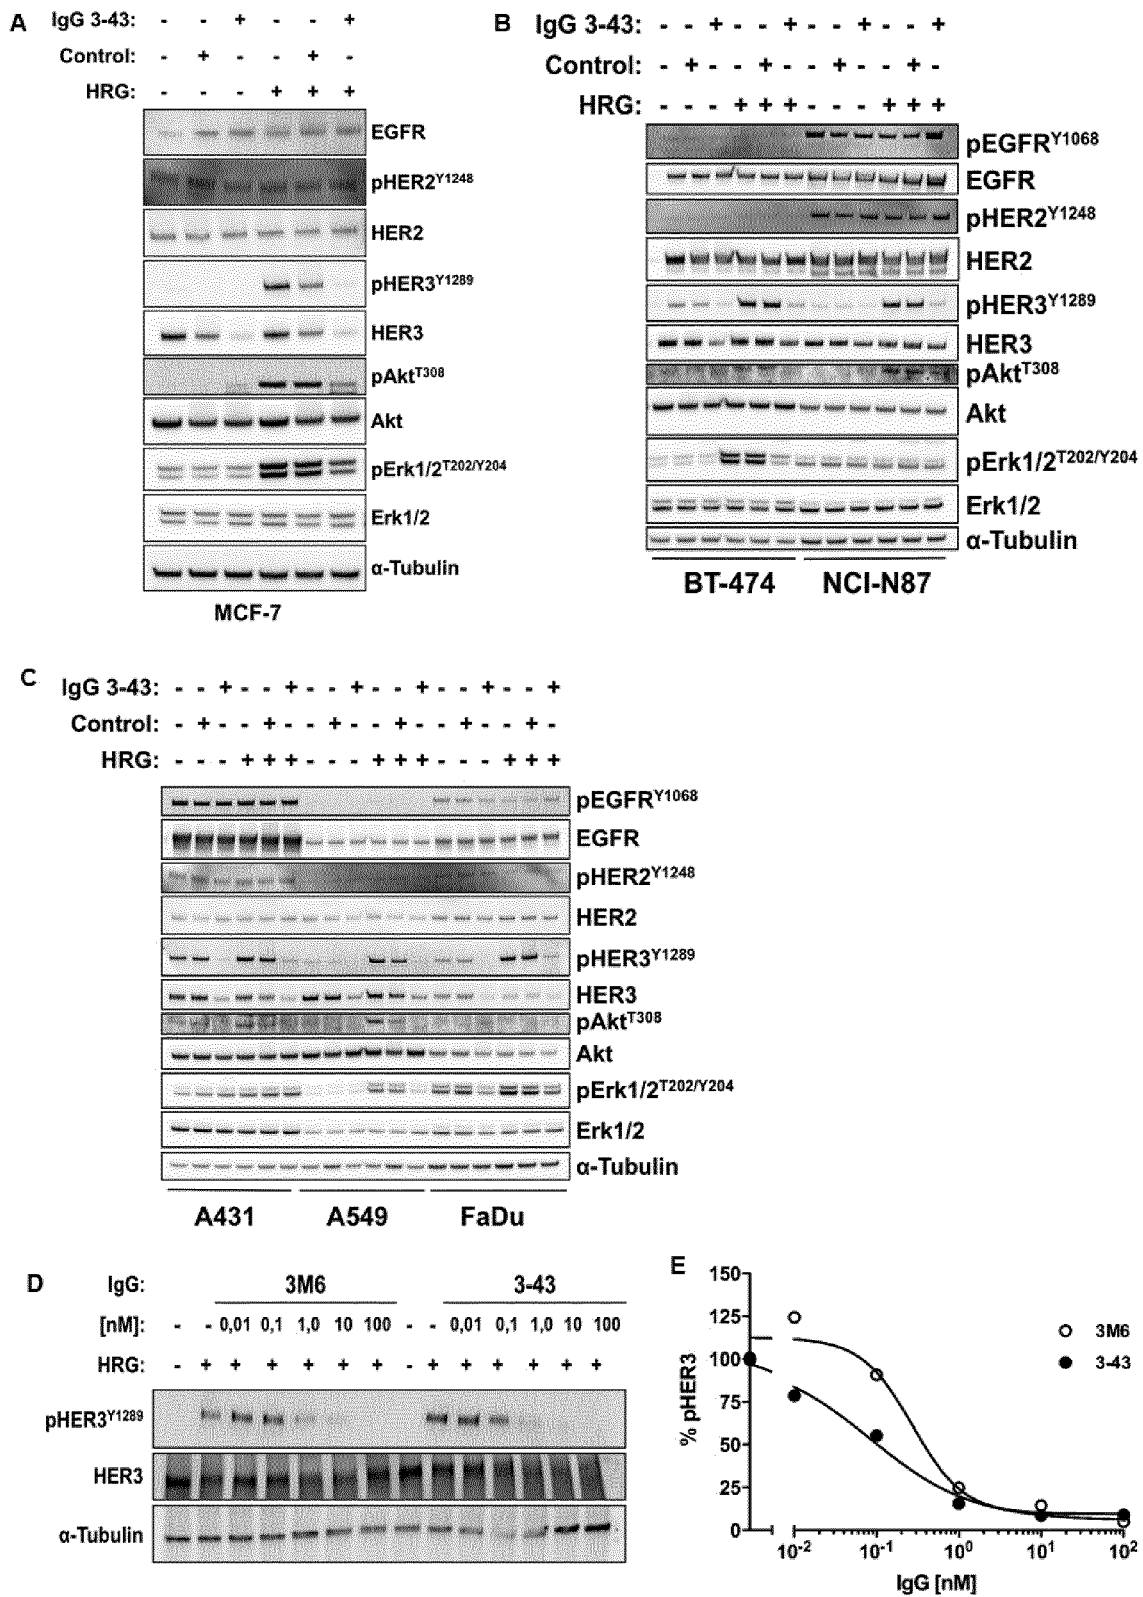 A
IgG 3-43: - - + - - +
Control: - + - - + -
HRG: - - - + + +
EGFR
pHER2Y1248
HER2
pHER3Y1289
HER3
pAktT308
Akt
pErk1/2T202/Y204
Erk1/2
α-Tubulin
MCF-7
B
IgG 3-43: - - + - - + - - + - - +
Control: - + - - + - - + - - + -
HRG: - - - + + + - - - + + +
pEGFRY1068
EGFR
pHER2Y1248
HER2
pHER3Y1289
HER3
pAktT308
Akt
pErk1/2T202/Y204
Erk1/2
α-Tubulin
BT-474 NCI-N87
C
IgG 3-43: - - + - - + - - + - - + - - + - - +
Control: - + - - + - - + - - + - - + - - + -
HRG: - - - + + + - - - + + + - - - + + +
pEGFRY1068
EGFR
pHER2Y1248
HER2
pHER3Y1289
HER3
pAktT308
Akt
pErk1/2T202/Y204
Erk1/2
α-Tubulin
A431 A549 FaDu
D
IgG: 3M6 3-43
[nM]: - - 0,01 0,1 1,0 10 100 - - 0,01 0,1 1,0 10 100
HRG: - + + + + + + - + + + + + +
pHER3Y1289
HER3
α-Tubulin
E
150
125
100
75
50
25
0
% pHER3
3M6
3-43
10-2 10-1 100 101 102
IgG [nM]